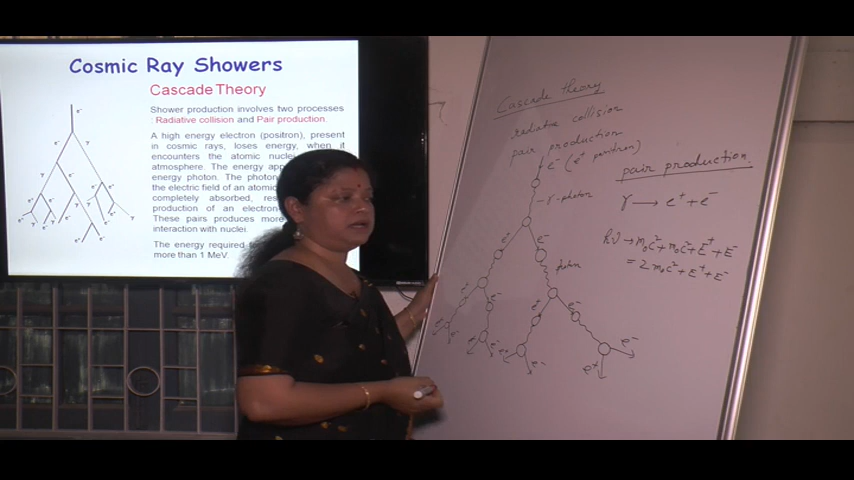 Cosmic Ray Showers
Cascade Theory
Shower production involves two processes
: Radiative collision and Pair production.
A high energy electron (positron), present
in cosmic rays, loses energy, when it
encounters the atomic nuclei
atmosphere. The energy
energy photon. The photon
the electric field of an atomic
completely absorbed,
production of an electron
These pairs produces more
interaction with nuclei.
The energy required
more than 1 MeV.
Cascade theory
radiative collision
pair production
e⁻ (e⁺ positron)
γ-photon
e⁺
e⁻
photon
e⁺
e⁻
e⁺
e⁻
e⁺
e⁻
e⁺
e⁻
e⁺
e⁻
e⁺
e⁻
pair production
γ → e⁺ + e⁻
hν → m₀c² + m₀c² + E⁺ + E⁻
= 2m₀c² + E⁺ + E⁻